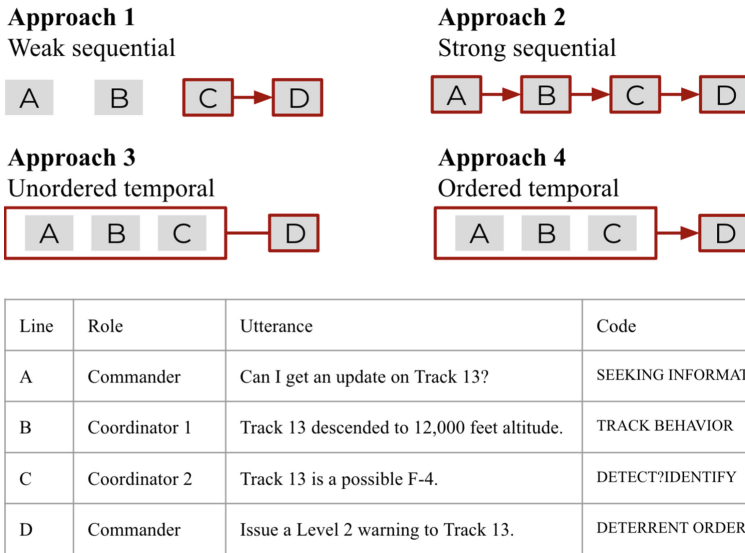 Approach 1
Weak sequential
A B C D
Approach 2
Strong sequential
A B C D
Approach 3
Unordered temporal
A B C D
Approach 4
Ordered temporal
A B C D
Line Role Utterance Code
A Commander Can I get an update on Track 13? SEEKING
B Coordinator 1 Track 13 descended to 12,000 feet altitude. TRACK BEHAVIOR
C Coordinator 2 Track 13 is a possible F-4. DETECT?IDENTIFY
D Commander Issue a Level 2 warning to Track 13. DETERRENT ORDER